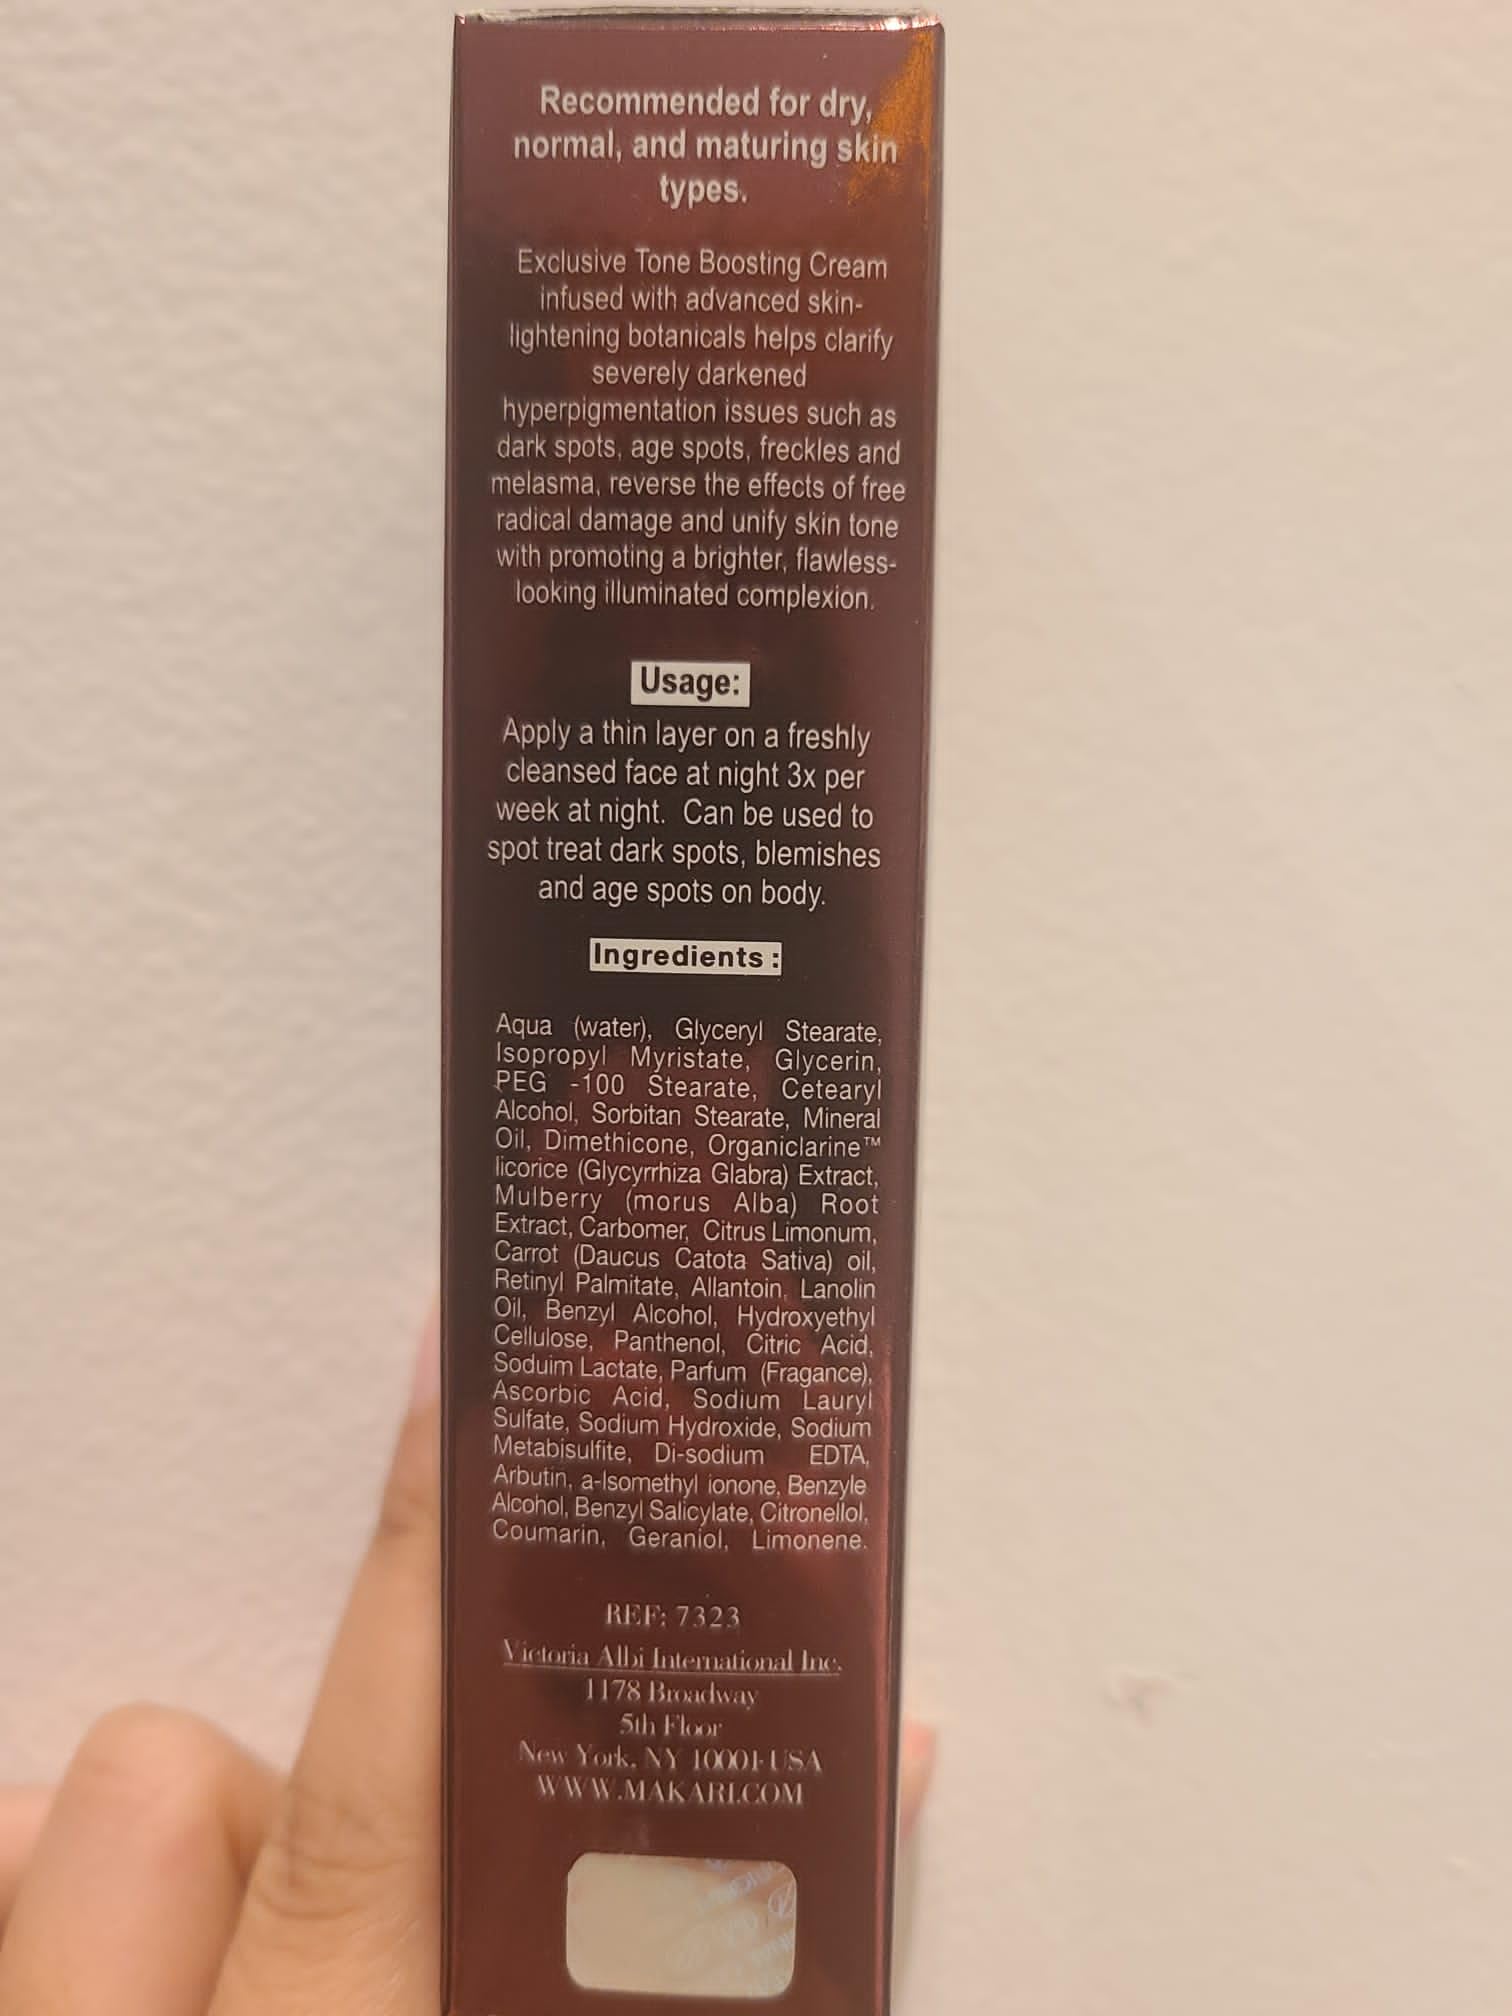 Recommended for dry,
normal, and maturing skin
types.
Exclusive Tone Boosting Cream
infused with advanced skin-
lightening botanicals helps clarify
severely darkened
hyperpigmentation issues such as
dark spots, age spots, freckles and
melasma, reverse the effects of free
radical damage and unify skin tone
with promoting a brighter, flawless-
looking illuminated complexion.
Usage:
Apply a thin layer on a freshly
cleansed face at night 3x per
week at night. Can be used to
spot treat dark spots, blemishes
and age spots on body.
Ingredients :
Aqua (water), Glyceryl Stearate,
Isopropyl Myristate, Glycerin,
PEG -100 Stearate, Cetearyl
Alcohol, Sorbitan Stearate, Mineral
Oil, Dimethicone, Organiclarine™
licorice (Glycyrrhiza Glabra) Extract,
Mulberry (morus Alba) Root
Extract, Carbomer, Citrus Limonum,
Carrot (Daucus Catota Sativa) oil,
Retinyl Palmitate, Allantoin, Lanolin
Oil, Benzyl Alcohol, Hydroxyethyl
Cellulose, Panthenol, Citric Acid,
Soduim Lactate, Parfum (Fragance),
Ascorbic Acid, Sodium Lauryl
Sulfate, Sodium Hydroxide, Sodium
Metabisulfite, Di-sodium EDTA,
Arbutin, a-Isomethyl ionone, Benzyle
Alcohol, Benzyl Salicylate, Citronellol,
Coumarin, Geraniol, Limonene.
REF: 7323
Victoria Albi International Inc.
1178 Broadway
5th Floor
New York, NY 10001-USA
WWW.MAKARI.COM